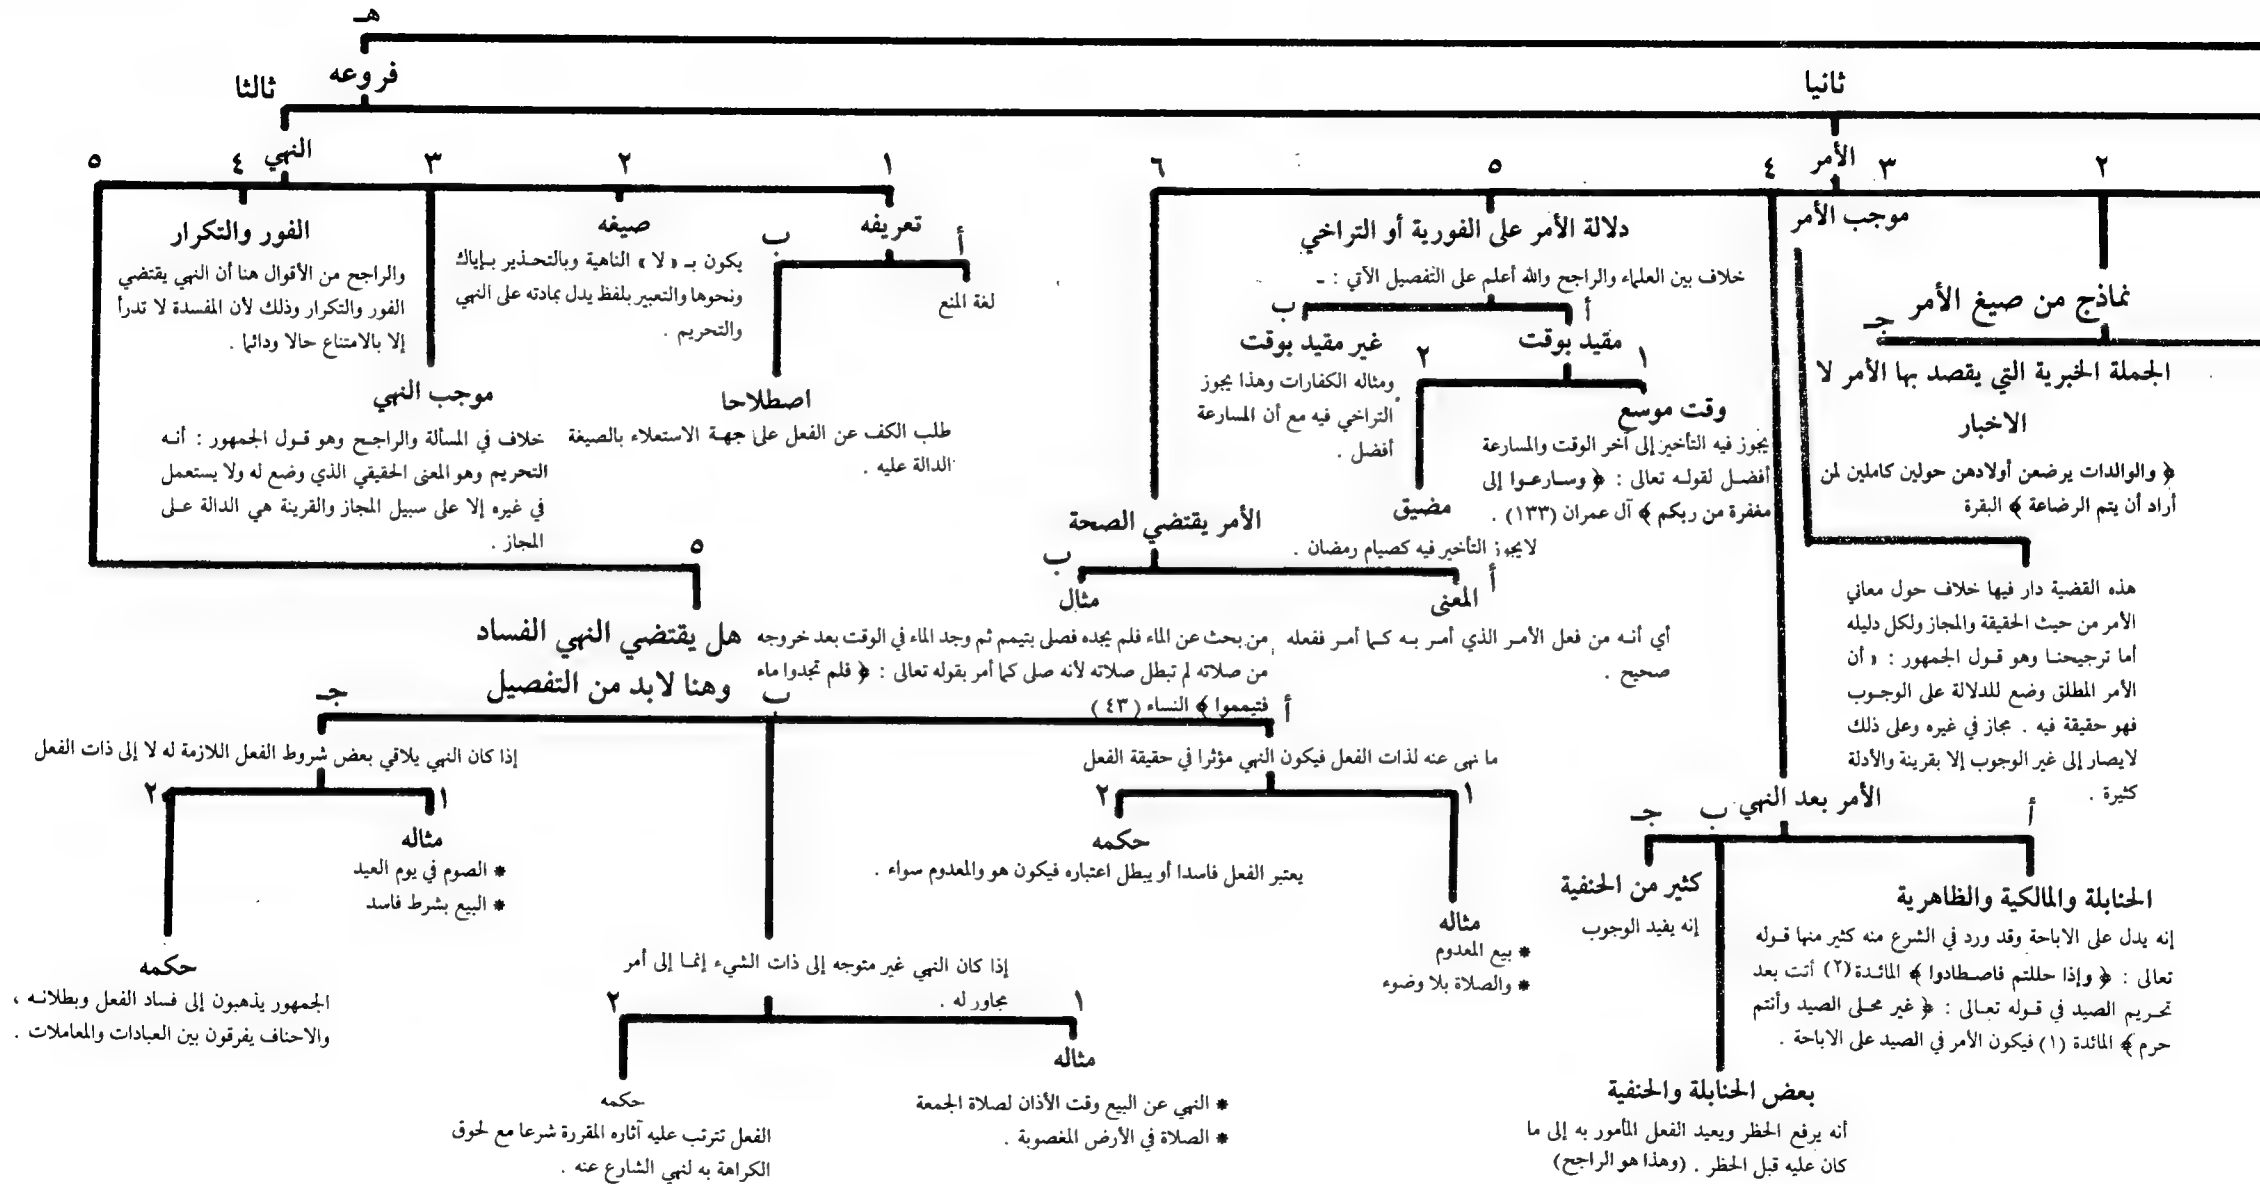 هـ
فروعه
ثانيا
الأمر
٢
نماذج من صيغ الأمر
جـ
الجملة الخبرية التي يقصد بها الأمر لا
الاخبار
﴿ والوالدات يرضعن أولادهن حولين كاملين لمن
أراد أن يتم الرضاعة ﴾ البقرة
٣
موجب الأمر
هذه القضية دار فيها خلاف حول معاني
الأمر من حيث الحقيقة والمجاز ولكل دليله
أما ترجيحنا وهو قول الجمهور : « أن
الأمر المطلق وضع للدلالة على الوجوب
فهو حقيقة فيه . مجاز في غيره وعلى ذلك
لايصار إلى غير الوجوب إلا بقرينة والأدلة
كثيرة .
٤
الأمر بعد النهي
أ
الحنابلة والمالكية والظاهرية
إنه يدل على الاباحة وقد ورد في الشرع منه كثير منها قوله
تعالى : ﴿ وإذا حللتم فاصطادوا ﴾ المائدة (٢) أتت بعد
تحريم الصيد في قوله تعالى : ﴿ غير محلى الصيد وأنتم
حرم ﴾ المائدة (١) فيكون الأمر في الصيد على الاباحة .
ب
بعض الحنابلة والحنفية
أنه يرفع الحظر ويعيد الفعل المأمور به إلى ما
كان عليه قبل الحظر . (وهذا هو الراجح)
جـ
كثير من الحنفية
إنه يفيد الوجوب
٥
دلالة الأمر على الفورية أو التراخي
خلاف بين العلماء والراجح والله أعلم على التفصيل الآتي : ـ
أ
مقيد بوقت
١
وقت موسع
يجوز فيه التأخير إلى آخر الوقت والمسارعة
أفضل لقوله تعالى : ﴿ وسارعوا إلى
مغفرة من ربكم ﴾ آل عمران (١٣٣) .
٢
مضيق
لايجوز التأخير فيه كصيام رمضان .
ب
غير مقيد بوقت
ومثاله الكفارات وهذا يجوز
التراخي فيه مع أن المسارعة
أفضل .
٦
الأمر يقتضي الصحة
أ
المعنى
أي أنه من فعل الأمر الذي أمر به كما أمر ففعله
صحيح .
ب
مثال
من بحث عن الماء فلم يجده فصلى بتيمم ثم وجد الماء في الوقت بعد خروجه
من صلاته لم تبطل صلاته لأنه صلى كما أمر بقوله تعالى : ﴿ فلم تجدوا ماء
فتيمموا ﴾ النساء (٤٣)
ثالثا
النهي
١
تعريفه
أ
لغة المنع
ب
اصطلاحا
طلب الكف عن الفعل على جهة الاستعلاء بالصيغة
الدالة عليه .
٢
صيغه
يكون بـ « لا » الناهية وبالتحذير بإياك
ونحوها والتعبير بلفظ يدل بمادته على النهي
والتحريم .
٣
موجب النهي
خلاف في المسألة والراجح وهو قول الجمهور : أنه
التحريم وهو المعنى الحقيقي الذي وضع له ولا يستعمل
في غيره إلا على سبيل المجاز والقرينة هي الدالة على
المجاز .
٤
الفور والتكرار
والراجح من الأقوال هنا أن النهي يقتضي
الفور والتكرار وذلك لأن المفسدة لا تدرأ
إلا بالامتناع حالا ودائما .
٥
٥
هل يقتضي النهي الفساد
وهنا لابد من التفصيل
أ
ما نهى عنه لذات الفعل فيكون النهي مؤثرا في حقيقة الفعل
١
مثاله
* بيع المعدوم
* والصلاة بلا وضوء
٢
حكمه
يعتبر الفعل فاسدا أو يبطل اعتباره فيكون هو والمعدوم سواء .
ب
إذا كان النهي غير متوجه إلى ذات الشيء إنما إلى أمر
مجاور له .
١
مثاله
* النهي عن البيع وقت الأذان لصلاة الجمعة
* الصلاة في الأرض المغصوبة .
٢
حكمه
الفعل تترتب عليه آثاره المقررة شرعا مع لحوق
الكراهة به لنهي الشارع عنه .
جـ
إذا كان النهي يلاقي بعض شروط الفعل اللازمة له لا إلى ذات الفعل
١
مثاله
* الصوم في يوم العيد
* البيع بشرط فاسد
٢
حكمه
الجمهور يذهبون إلى فساد الفعل وبطلانه ،
والاحناف يفرقون بين العبادات والمعاملات .